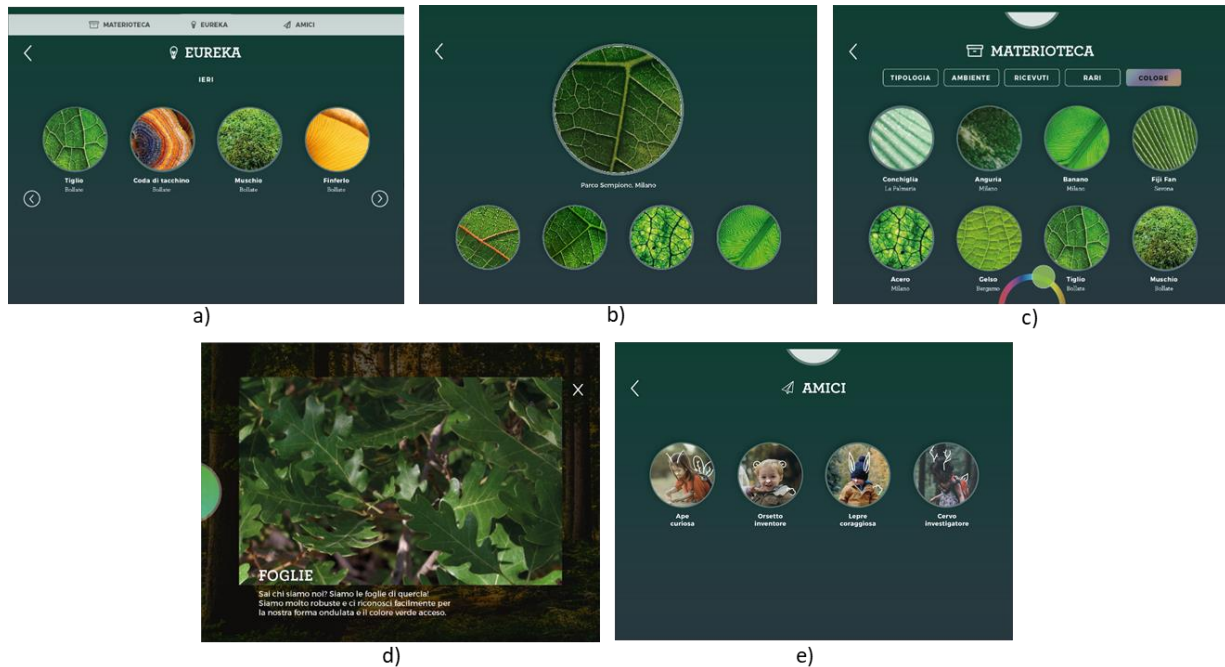 MATERIOTECA EUREKA AMICI
EUREKA
IERI
Tiglio Coda di tacchino Muschio Finferlo
Bollate Bollate Bollate Bollate
a)
Parco Sempione, Milano
b)
MATERIOTECA
TIPOLOGIA AMBIENTE RICEVUTI RARI COLORE
Conchiglia Anguria Banano Fiji Fan
La Palmaria Milano Milano Savona
Acero Gelso Tiglio Muschio
Milano Bergamo Bollate Bollate
c)
FOGLIE
Sai chi siamo noi? Siamo le foglie di quercia!
Siamo molto robuste e ci riconosci facilmente per
la nostra forma ondulata e il colore verde acceso.
d)
AMICI
Ape Orsetto Lepre Cervo
curiosa inventore coraggiosa investigatore
e)